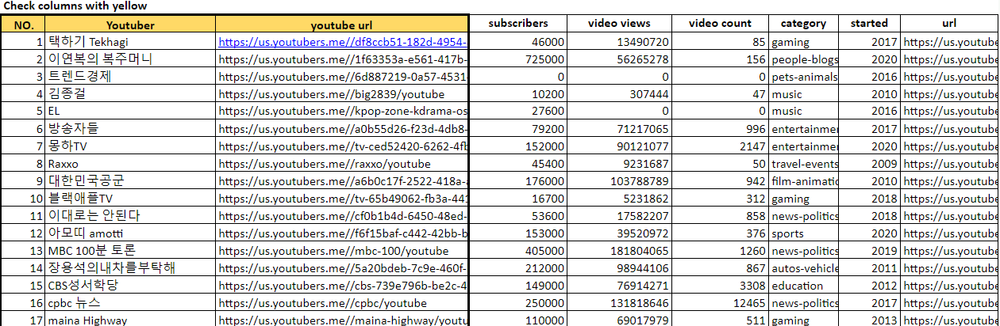 Check columns with yellow
NO. Youtuber youtube url subscribers video views video count category started url
1 택하기 Tekhagi https://us.youtubers.me//df8ccb51-182d-4954- 46000 13490720 85 gaming 2017 https://us.youtube
2 이연복의 복주머니 https://us.youtubers.me//1f63353a-e561-417b- 725000 56265278 156 people-blogs 2020 https://us.youtube
3 트렌드경제 https://us.youtubers.me//6d887219-0a57-4531- 0 0 0 pets-animals 2016 https://us.youtube
4 김종걸 https://us.youtubers.me//big2839/youtube 10200 307444 47 music 2010 https://us.youtube
5 EL https://us.youtubers.me//kpop-zone-kdrama-os 27600 0 0 music 2016 https://us.youtube
6 방송자들 https://us.youtubers.me//a0b55d26-f23d-4db8- 79200 71217065 996 entertainme 2017 https://us.youtube
7 몽하TV https://us.youtubers.me//tv-ced52420-6262-4fb 152000 90121077 2147 entertainme 2020 https://us.youtube
8 Raxxo https://us.youtubers.me//raxxo/youtube 45400 9231687 50 travel-events 2009 https://us.youtube
9 대한민국공군 https://us.youtubers.me//a6b0c17f-2522-418a-a 176000 103788789 942 film-animatic 2010 https://us.youtube
10 블랙애플TV https://us.youtubers.me//tv-65b49062-fb3a-441 16700 5231862 312 gaming 2018 https://us.youtube
11 이대로는 안된다 https://us.youtubers.me//cf0b1b4d-6450-48ed- 53600 17582207 858 news-politics 2018 https://us.youtube
12 아모띠 amotti https://us.youtubers.me//f6f15baf-c442-42bb-b 153000 39520972 376 sports 2020 https://us.youtube
13 MBC 100분 토론 https://us.youtubers.me//mbc-100/youtube 405000 181804065 1260 news-politics 2019 https://us.youtube
14 장용석의내차를부탁해 https://us.youtubers.me//5a20bdeb-7c9e-460f- 212000 98944106 867 autos-vehicle 2011 https://us.youtube
15 CBS성서학당 https://us.youtubers.me//cbs-739e796b-be2c-4 149000 76914271 3308 education 2012 https://us.youtube
16 cpbc 뉴스 https://us.youtubers.me//cpbc/youtube 250000 131818646 12465 news-politics 2017 https://us.youtube
17 maina Highway https://us.youtubers.me//maina-highway/youtu 110000 69017979 511 gaming 2013 https://us.youtube